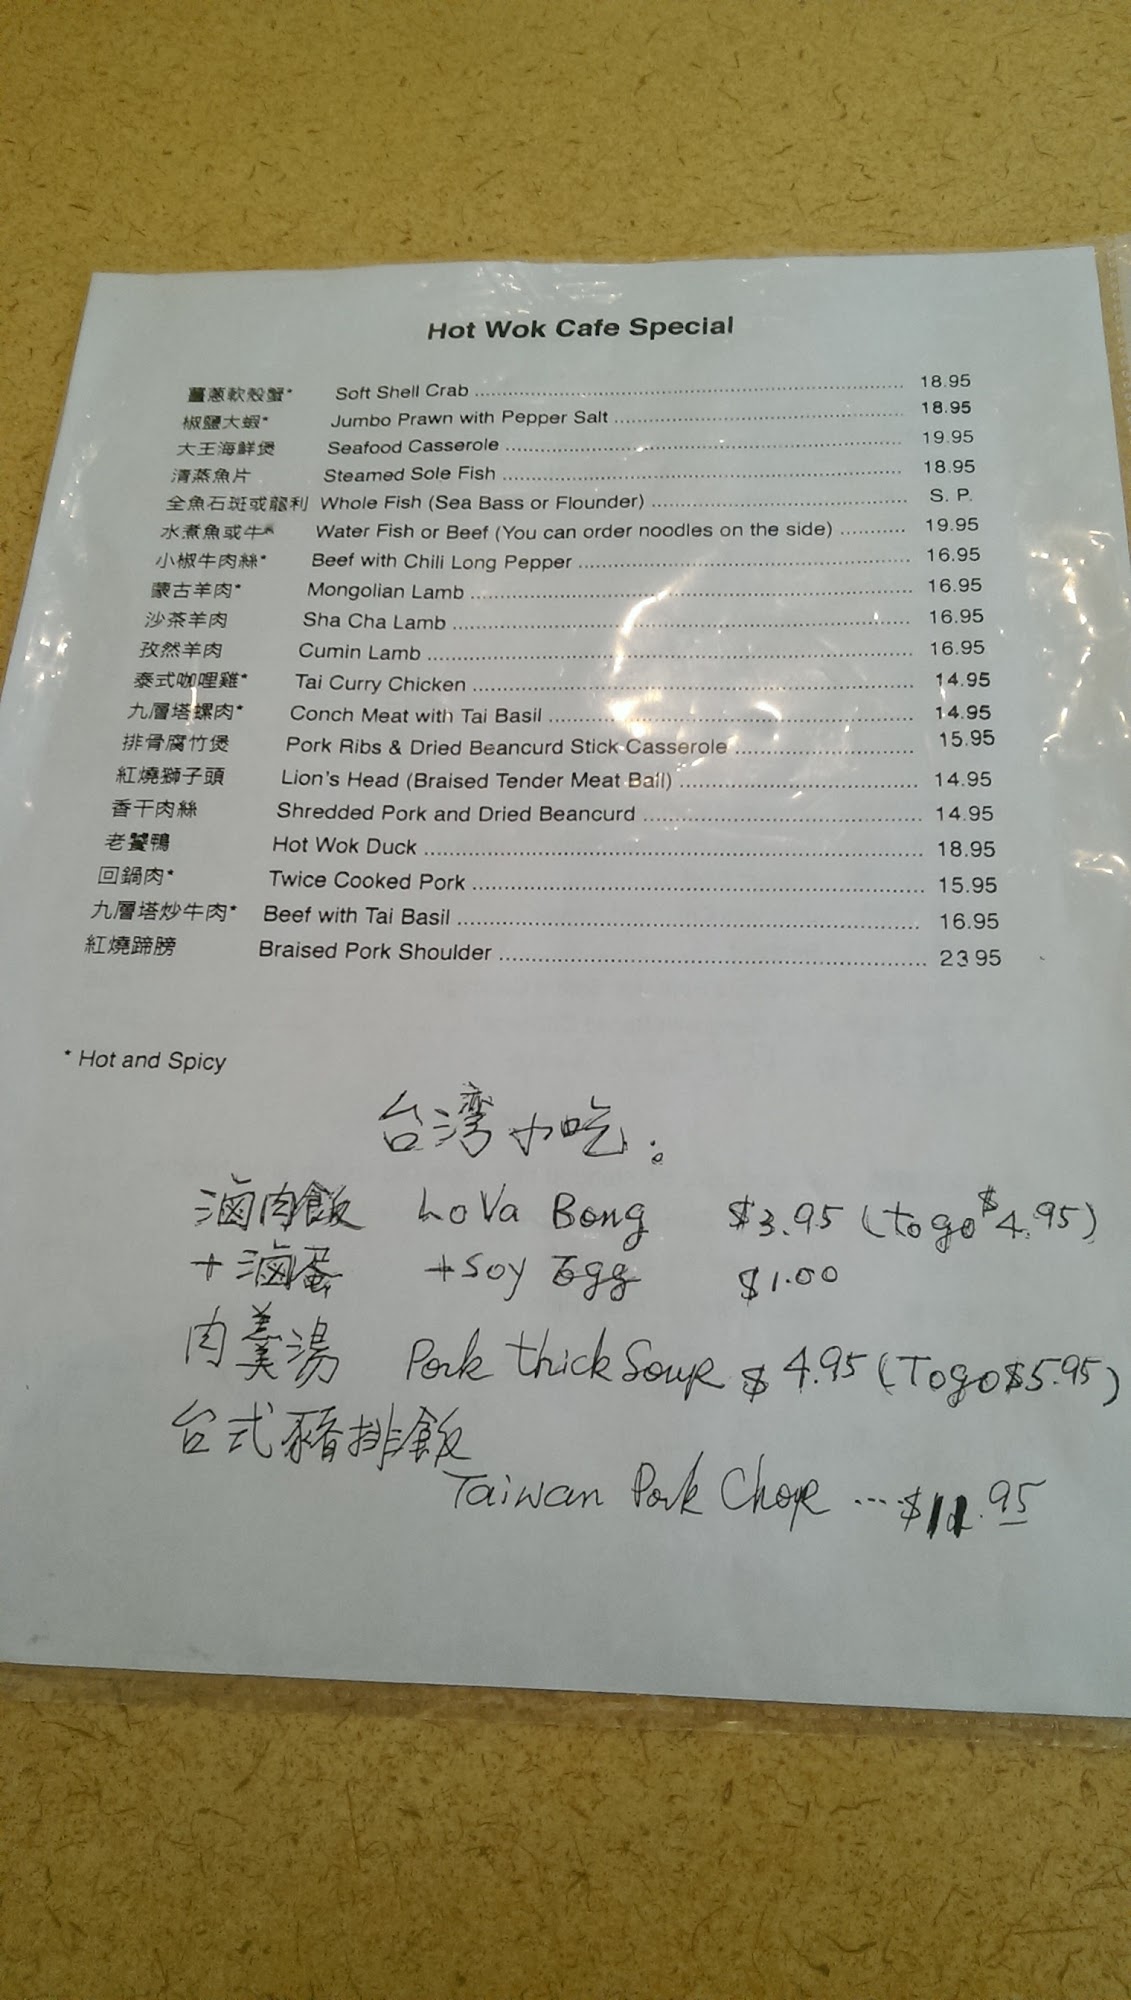 Hot Wok Cafe Special
薑蔥軟殼蟹* Soft Shell Crab 18.95
椒鹽大蝦* Jumbo Prawn with Pepper Salt 18.95
大王海鮮煲 Seafood Casserole 19.95
清蒸魚片 Steamed Sole Fish 18.95
全魚石斑或龍利 Whole Fish (Sea Bass or Flounder) S. P.
水煮魚或牛* Water Fish or Beef (You can order noodles on the side) 19.95
小椒牛肉絲* Beef with Chili Long Pepper 16.95
蒙古羊肉* Mongolian Lamb 16.95
沙茶羊肉 Sha Cha Lamb 16.95
孜然羊肉 Cumin Lamb 16.95
泰式咖哩雞* Tai Curry Chicken 14.95
九層塔螺肉* Conch Meat with Tai Basil 14.95
排骨腐竹煲 Pork Ribs & Dried Beancurd Stick Casserole 15.95
紅燒獅子頭 Lion's Head (Braised Tender Meat Ball) 14.95
香干肉絲 Shredded Pork and Dried Beancurd 14.95
老饕鴨 Hot Wok Duck 18.95
回鍋肉* Twice Cooked Pork 15.95
九層塔炒牛肉* Beef with Tai Basil 16.95
紅燒蹄膀 Braised Pork Shoulder 23 95
* Hot and Spicy
台灣小吃:
滷肉飯 LoVa Bong $3.95 (to go $4.95)
+滷蛋 +Soy Egg $1.00
肉羹湯 Pork thick Soup $4.95 (To go $5.95)
台式豬排飯
Taiwan Pork Chop ... $11.95